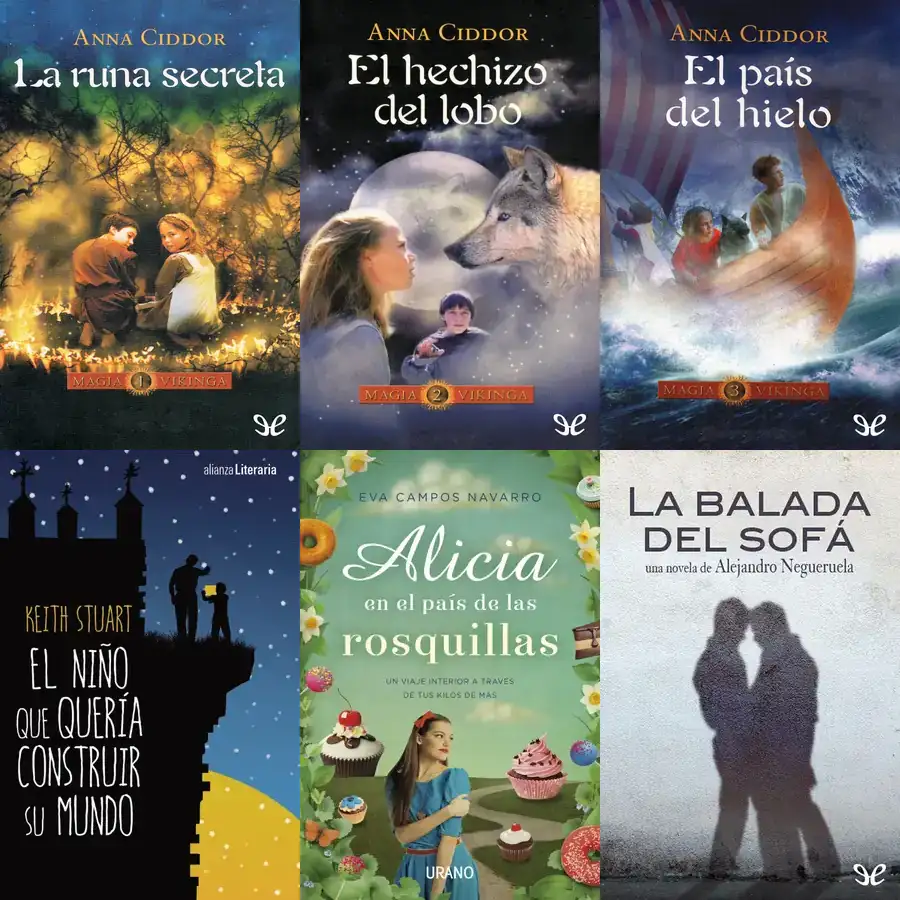 ANNA CIDDOR
La runa secreta
MAGIA 1 VIKINGA
ANNA CIDDOR
El hechizo
del lobo
MAGIA 2 VIKINGA
ANNA CIDDOR
El país
del hielo
MAGIA 3 VIKINGA
alianza Literaria
KEITH STUART
EL NIÑO
QUE QUERÍA
CONSTRUIR
SU MUNDO
EVA CAMPOS NAVARRO
Alicia
en el país de las
rosquillas
UN VIAJE INTERIOR A TRAVÉS
DE TUS KILOS DE MÁS
URANO
LA BALADA
DEL SOFÁ
una novela de Alejandro Negueruela